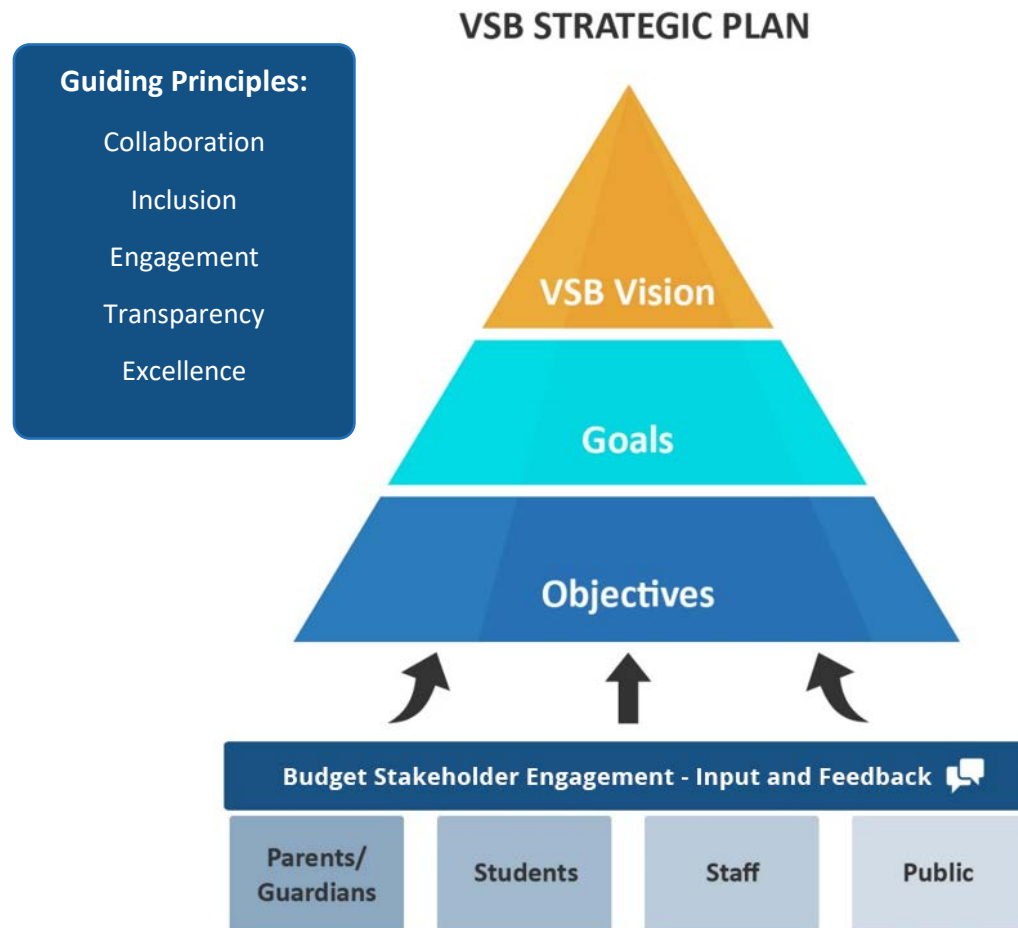 VSB STRATEGIC PLAN
Guiding Principles:
Collaboration
Inclusion
Engagement
Transparency
Excellence
VSB Vision
Goals
Objectives
Budget Stakeholder Engagement - Input and Feedback
Parents/
Guardians
Students
Staff
Public